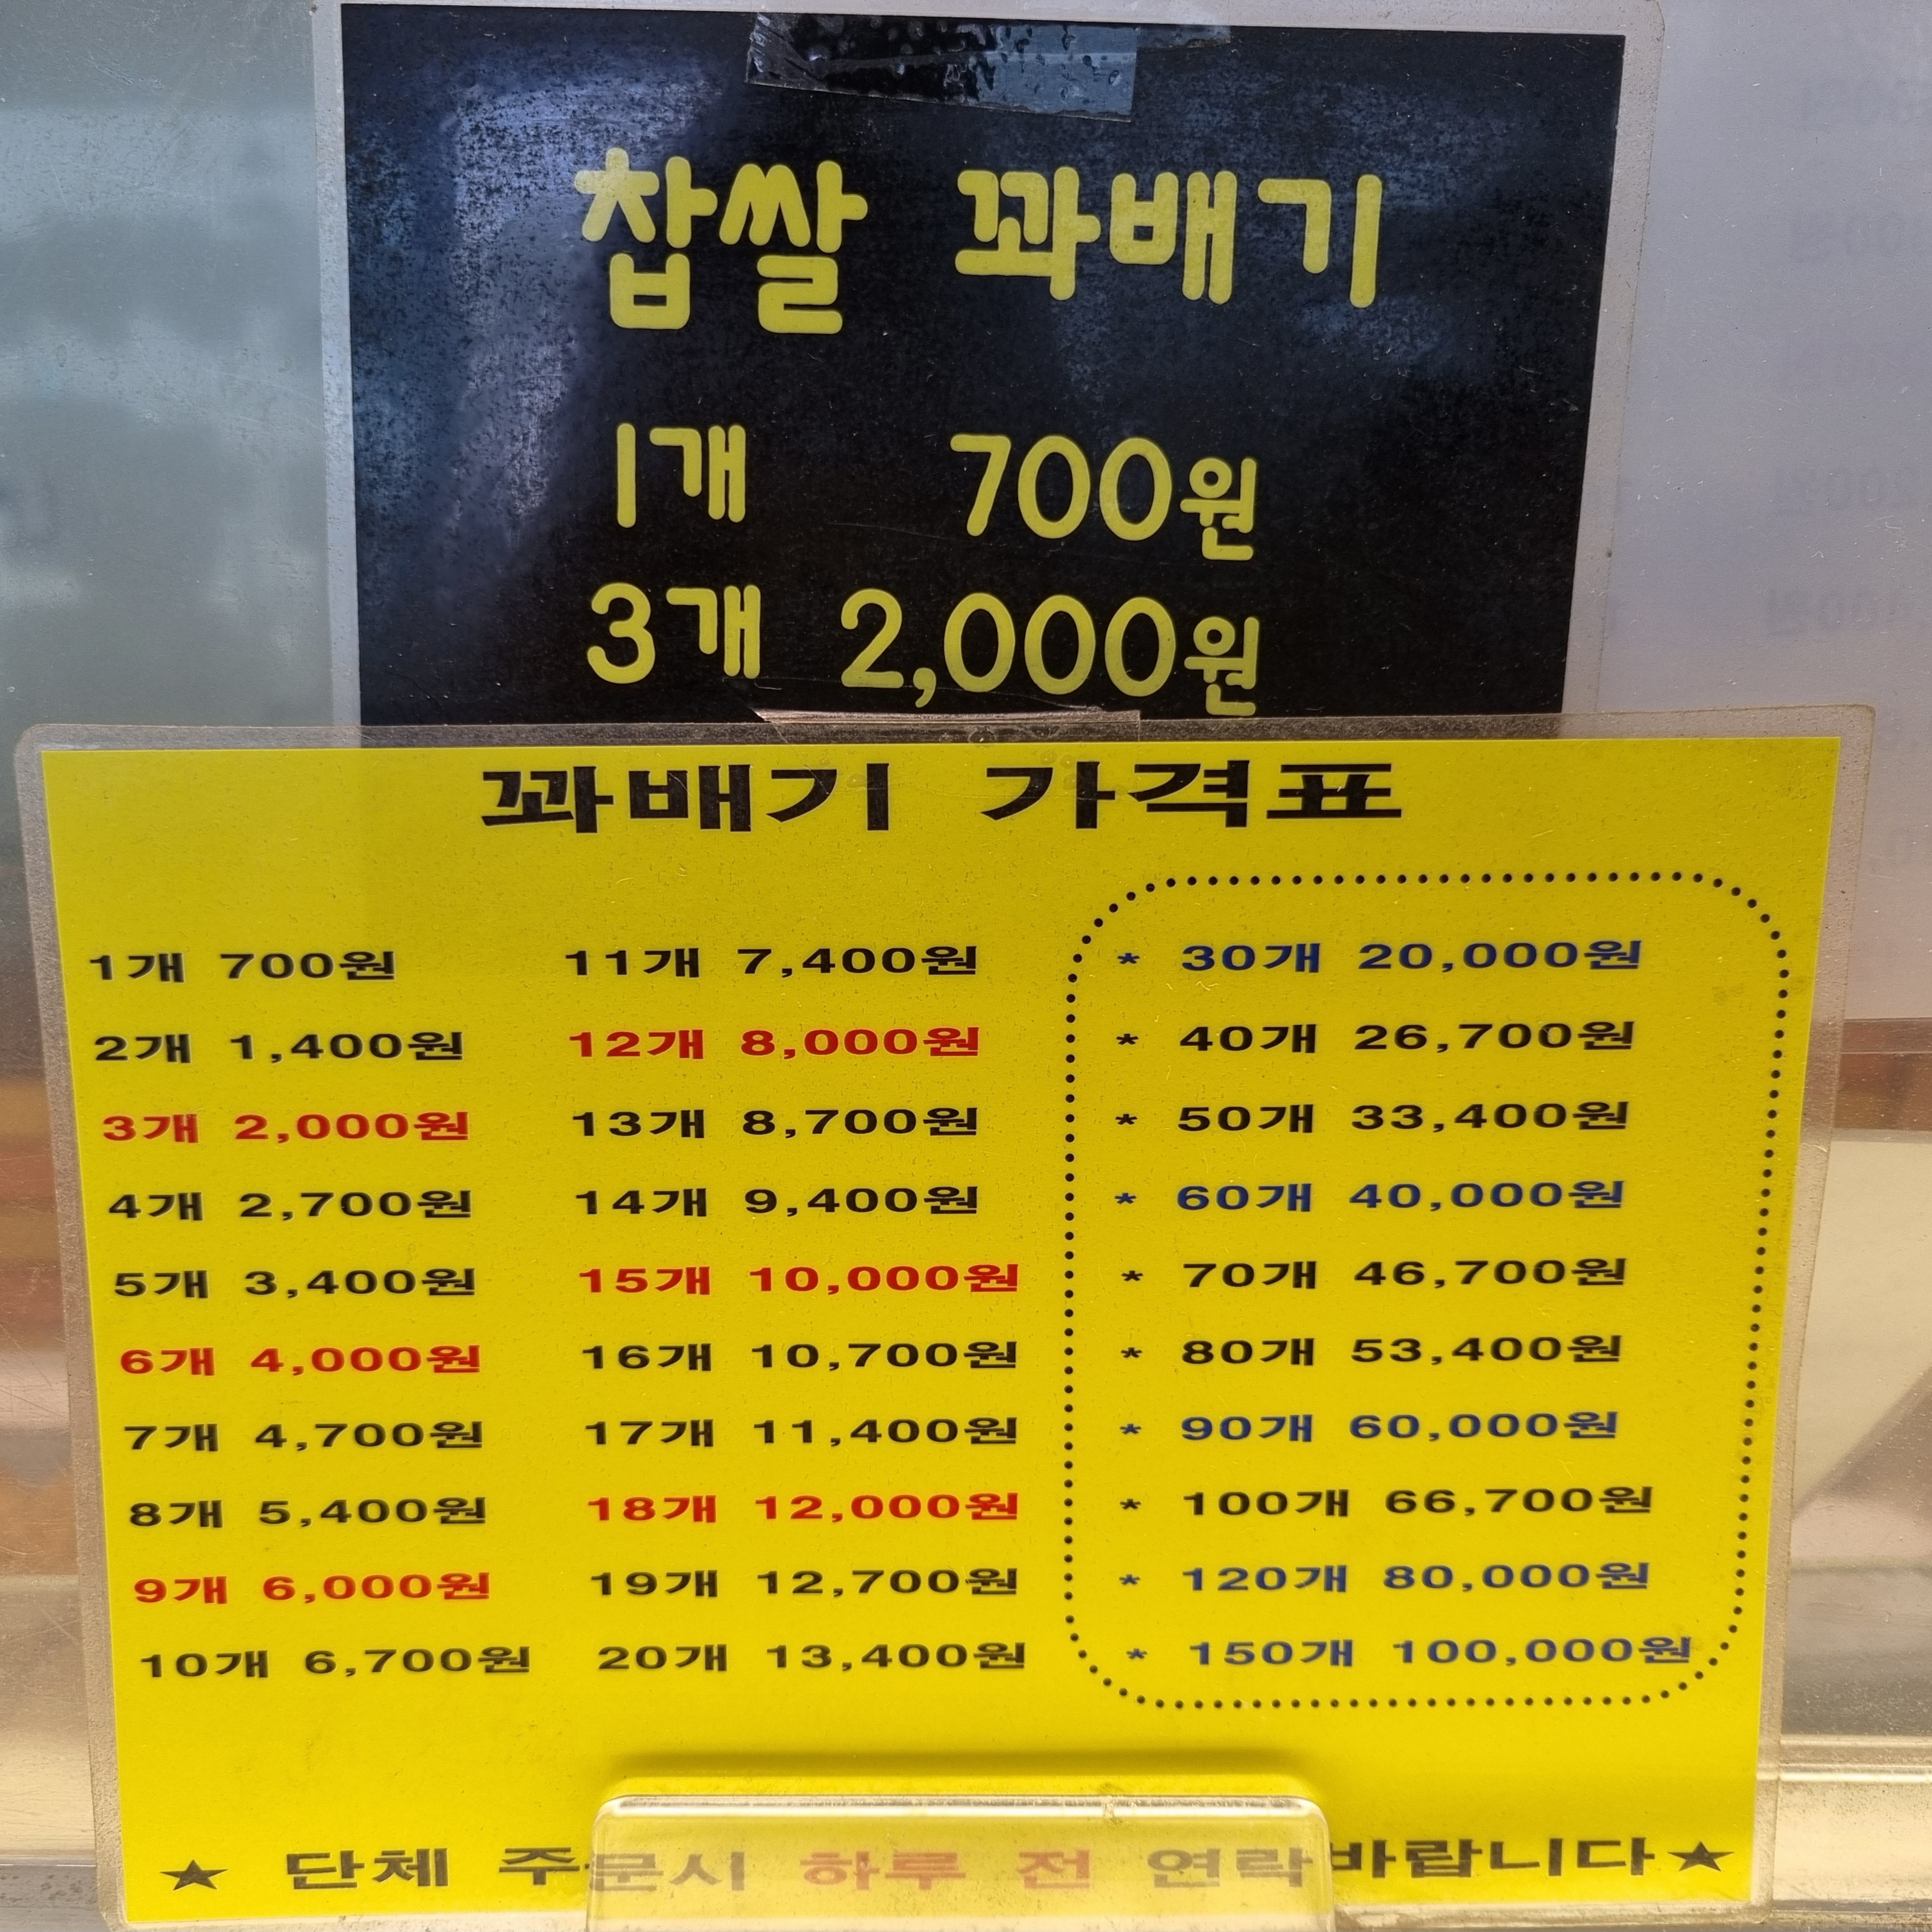 찹쌀 꽈배기
1개 700원
3개 2,000원
꽈배기 가격표
1개 700원
2개 1,400원
3개 2,000원
4개 2,700원
5개 3,400원
6개 4,000원
7개 4,700원
8개 5,400원
9개 6,000원
10개 6,700원
11개 7,400원
12개 8,000원
13개 8,700원
14개 9,400원
15개 10,000원
16개 10,700원
17개 11,400원
18개 12,000원
19개 12,700원
20개 13,400원
* 30개 20,000원
* 40개 26,700원
* 50개 33,400원
* 60개 40,000원
* 70개 46,700원
* 80개 53,400원
* 90개 60,000원
* 100개 66,700원
* 120개 80,000원
* 150개 100,000원
★ 단체 주문시 하루 전 연락바랍니다★